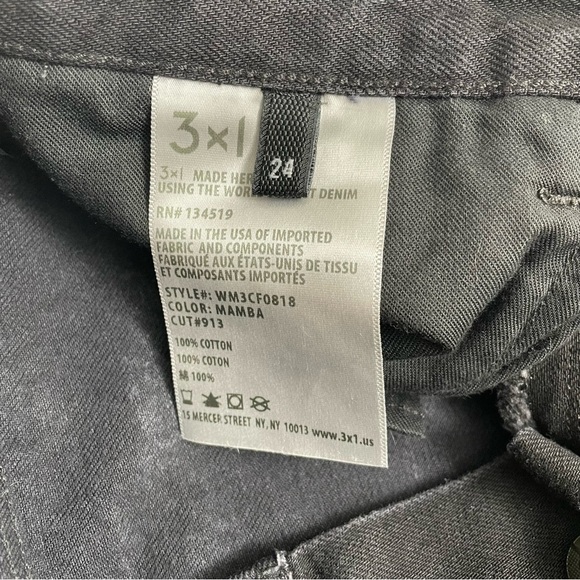 3×1
24
3×1 MADE
USING THE DENIM
RN# 134519
MADE IN THE USA OF IMPORTED
FABRIC AND COMPONENTS
FABRIQUÉ AUX ÉTATS-UNIS DE TISSU
ET COMPOSANTS IMPORTÉS
STYLE#: WM3CF0818
COLOR: MAMBA
CUT#913
100% COTTON
100% COTON
綿 100%
15 MERCER STREET NY, NY 10013 www.3x1.us